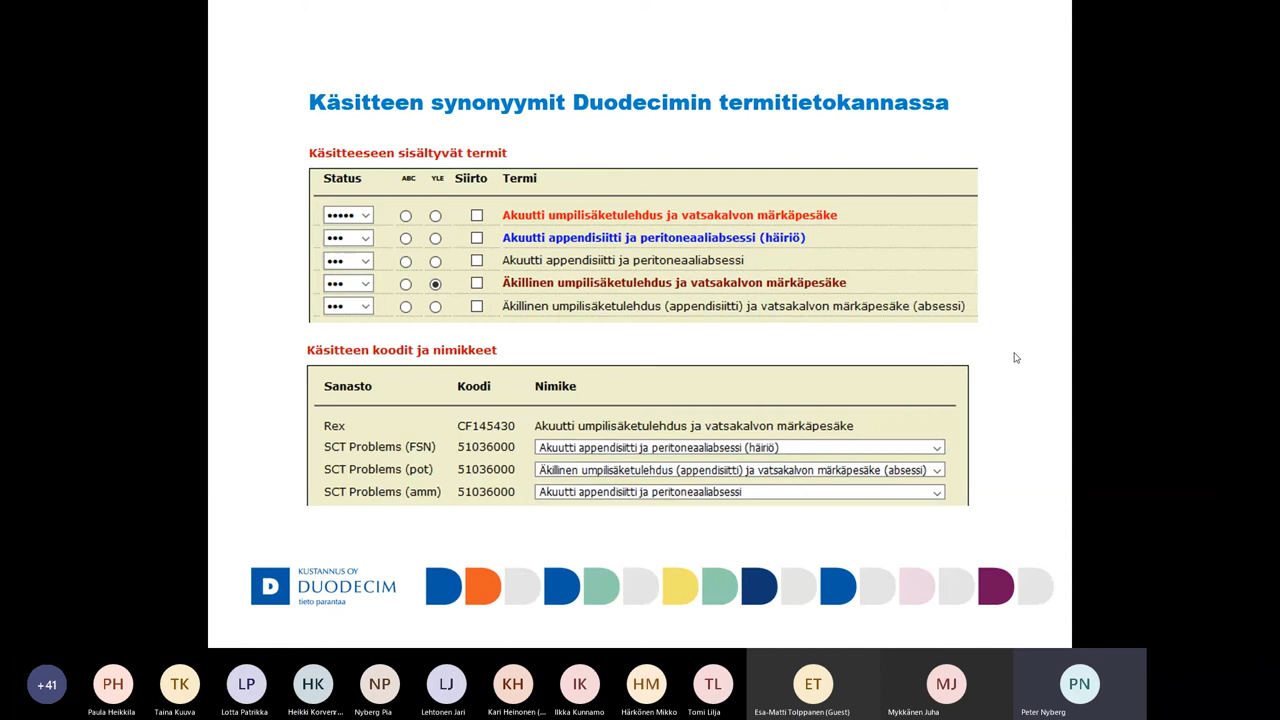 Käsitteen synonyymit Duodecimin termitietokannassa
Käsitteeseen sisältyvät termit
Status ABC YLE Siirto Termi
••••• Akuutti umpilisäketulehdus ja vatsakalvon märkäpesäke
••• Akuutti appendisiitti ja peritoneaaliabsessi (häiriö)
••• Akuutti appendisiitti ja peritoneaaliabsessi
••• Äkillinen umpilisäketulehdus ja vatsakalvon märkäpesäke
••• Äkillinen umpilisäketulehdus (appendisiitti) ja vatsakalvon märkäpesäke (absessi)
Käsitteen koodit ja nimikkeet
Sanasto Koodi Nimike
Rex CF145430 Akuutti umpilisäketulehdus ja vatsakalvon märkäpesäke
SCT Problems (FSN) 51036000 Akuutti appendisiitti ja peritoneaaliabsessi (häiriö)
SCT Problems (pot) 51036000 Äkillinen umpilisäketulehdus (appendisiitti) ja vatsakalvon märkäpesäke (absessi)
SCT Problems (amm) 51036000 Akuutti appendisiitti ja peritoneaaliabsessi
D KUSTANNUS OY
DUODECIM
tieto parantaa
+41 PH TK LP HK NP LJ KH IK HM TL ET MJ PN
Paula Heikkila Taina Kuuva Lotta Patrikka Heikki Korvenr... Nyberg Pia Lehtonen Jari Kari Heinonen (... Ilkka Kunnamo Härkönen Mikko Tomi Lilja Esa-Matti Tolppanen (Guest) Mykkänen Juha Peter Nyberg